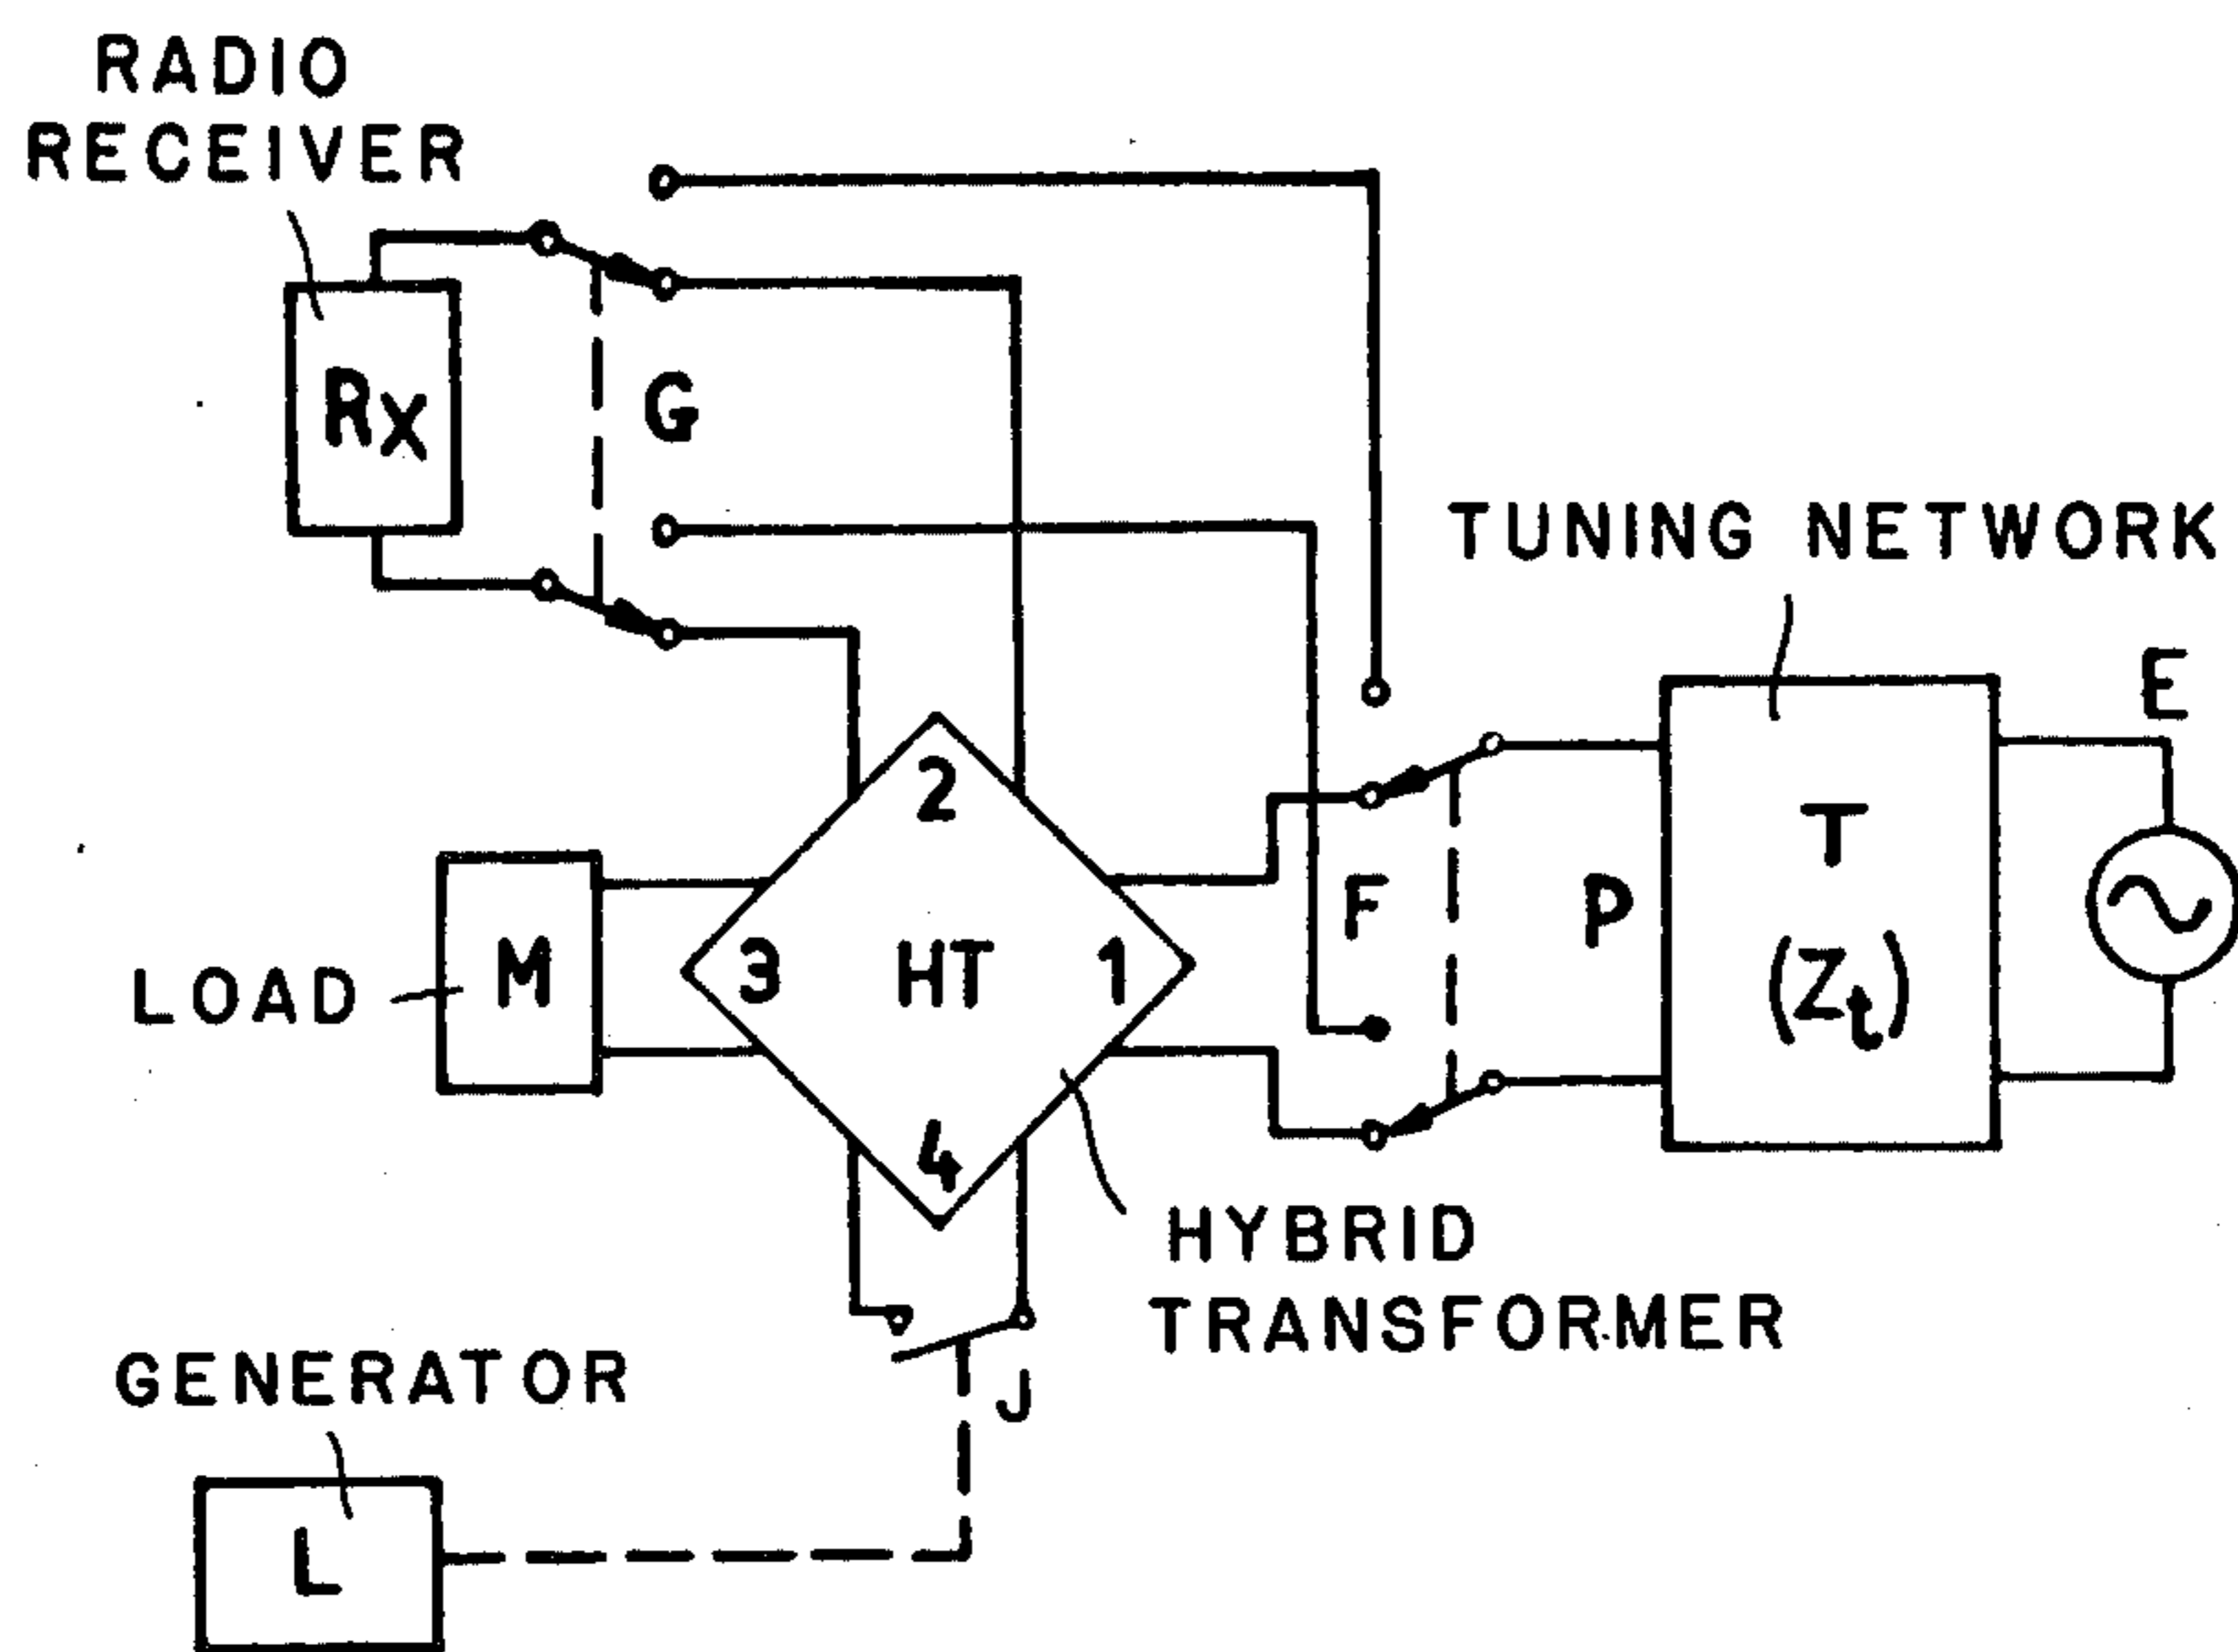 RADIO
RECEIVER
RX
G
TUNING NETWORK
E
2
T
(Zt)
P
F
LOAD
M
3
HT
1
4
HYBRID
TRANSFORMER
J
GENERATOR
L